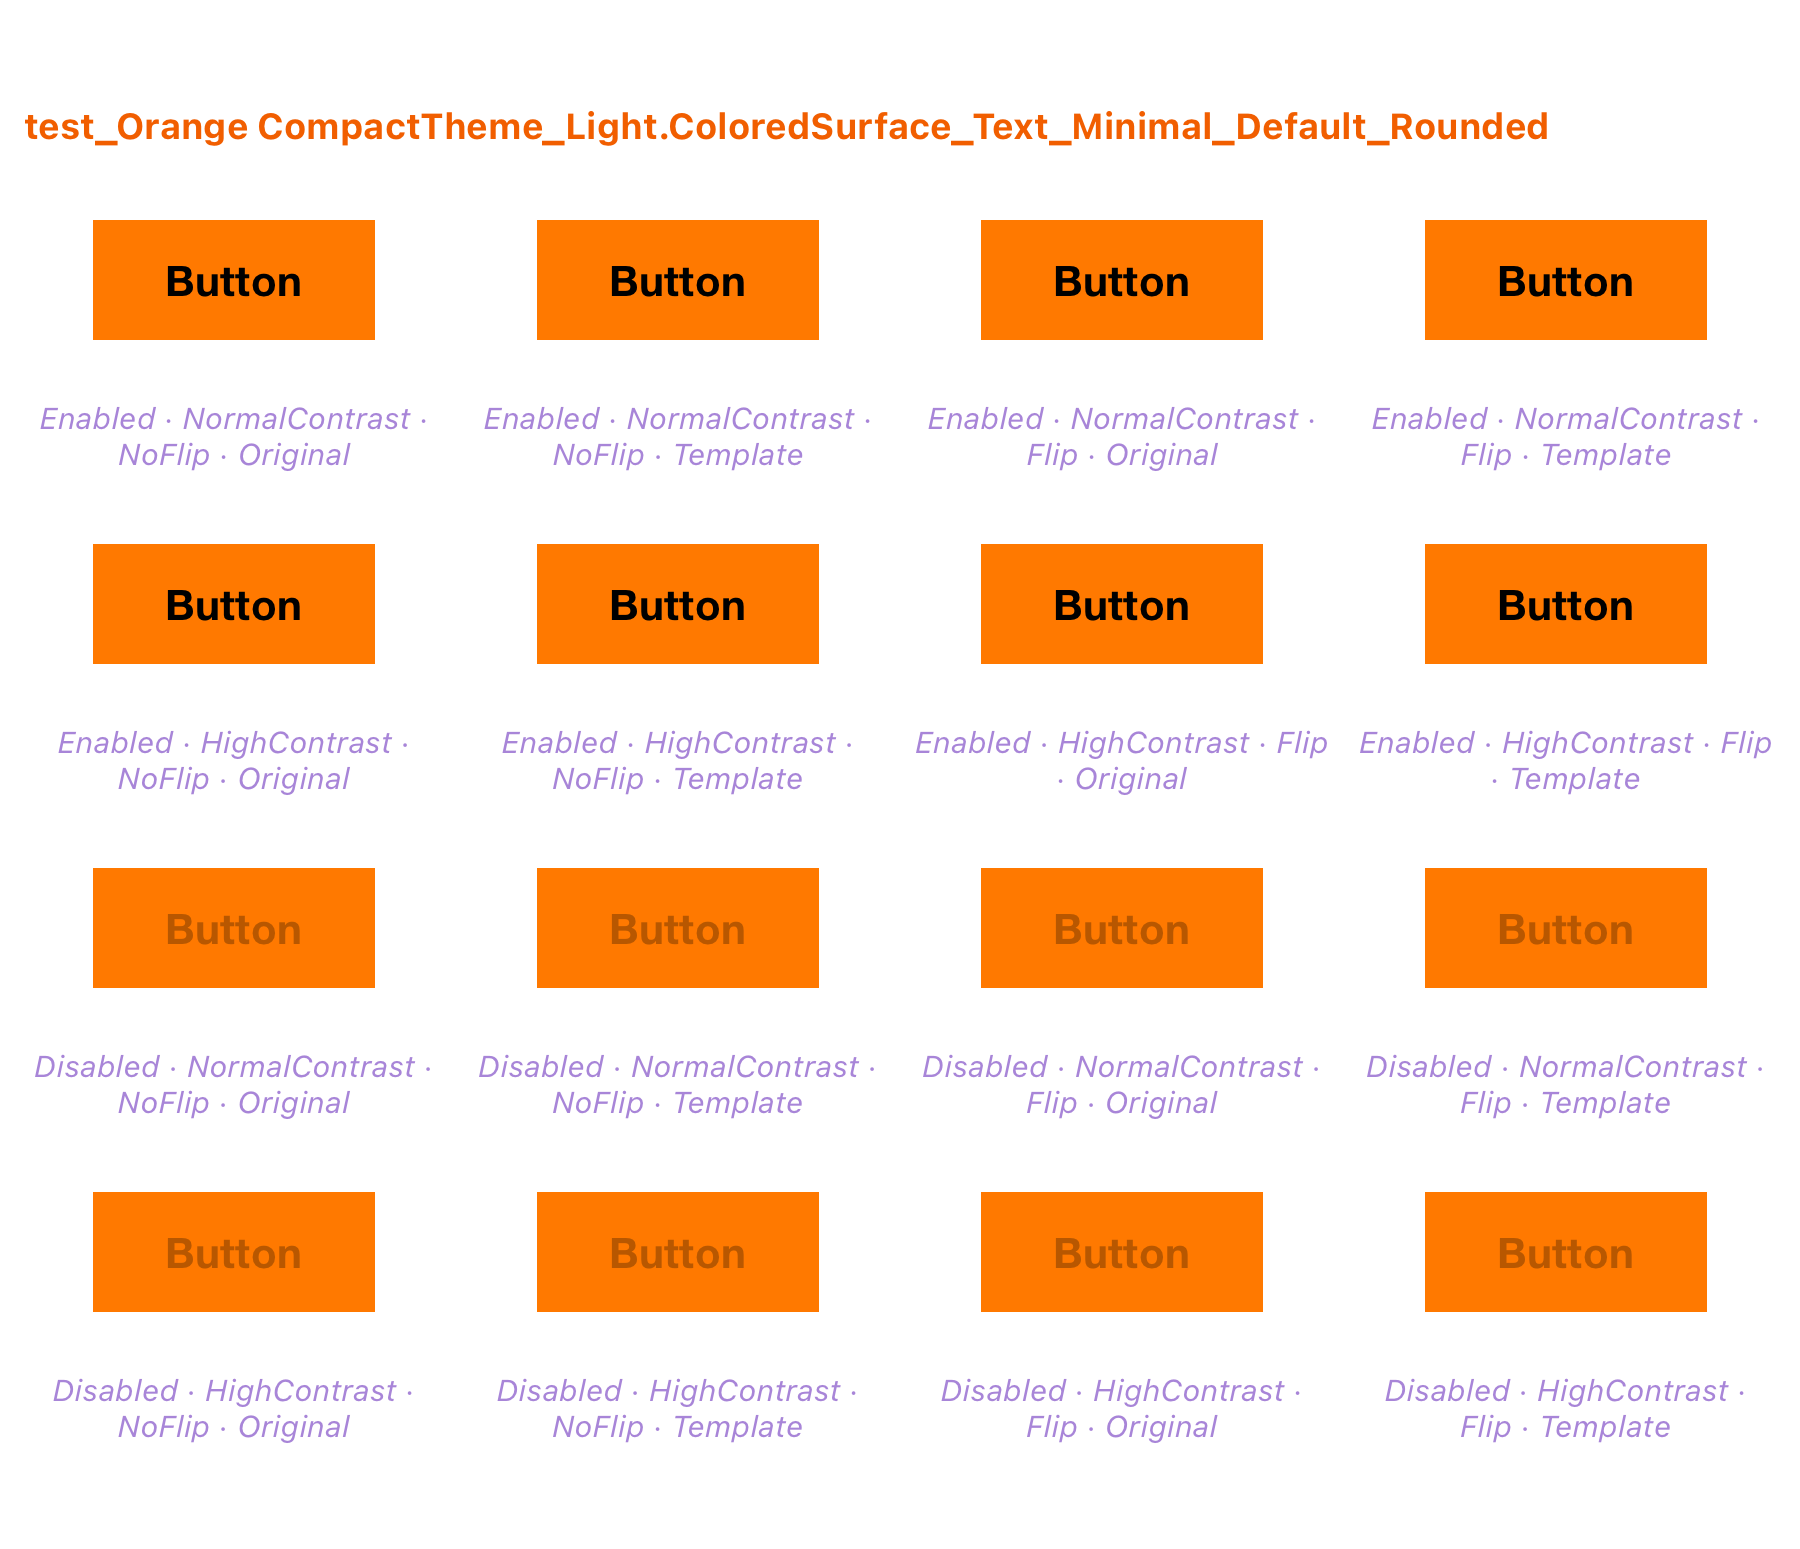 test_Orange CompactTheme_Light.ColoredSurface_Text_Minimal_Default_Rounded
Button
Button
Button
Button
Enabled · NormalContrast ·
NoFlip · Original
Enabled · NormalContrast ·
NoFlip · Template
Enabled · NormalContrast ·
Flip · Original
Enabled · NormalContrast ·
Flip · Template
Button
Button
Button
Button
Enabled · HighContrast ·
NoFlip · Original
Enabled · HighContrast ·
NoFlip · Template
Enabled · HighContrast · Flip
· Original
Enabled · HighContrast · Flip
· Template
Button
Button
Button
Button
Disabled · NormalContrast ·
NoFlip · Original
Disabled · NormalContrast ·
NoFlip · Template
Disabled · NormalContrast ·
Flip · Original
Disabled · NormalContrast ·
Flip · Template
Button
Button
Button
Button
Disabled · HighContrast ·
NoFlip · Original
Disabled · HighContrast ·
NoFlip · Template
Disabled · HighContrast ·
Flip · Original
Disabled · HighContrast ·
Flip · Template